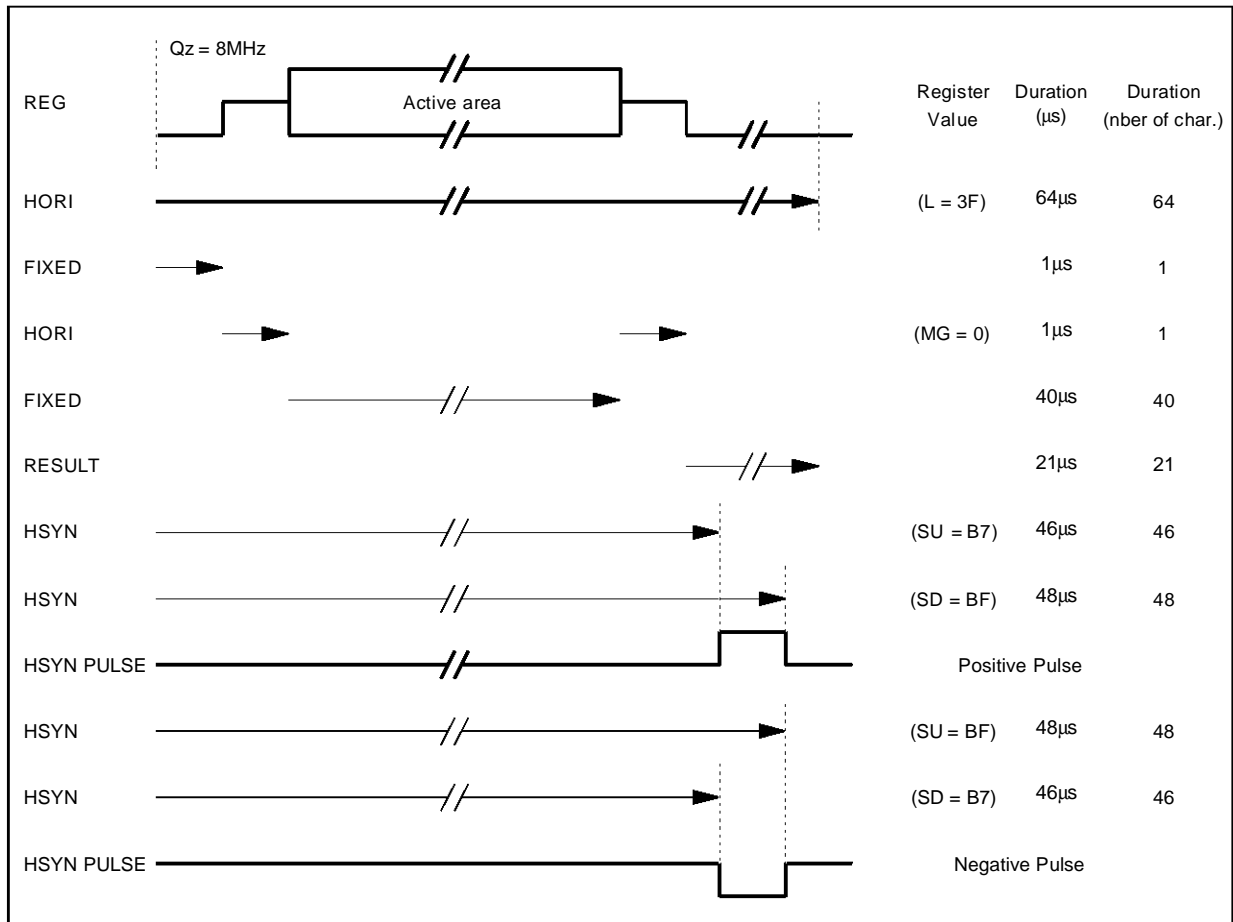 Qz = 8MHz
REG Active area Register Value Duration (µs) Duration (nber of char.)
HORI (L = 3F) 64µs 64
FIXED 1µs 1
HORI (MG = 0) 1µs 1
FIXED 40µs 40
RESULT 21µs 21
HSYN (SU = B7) 46µs 46
HSYN (SD = BF) 48µs 48
HSYN PULSE Positive Pulse
HSYN (SU = BF) 48µs 48
HSYN (SD = B7) 46µs 46
HSYN PULSE Negative Pulse